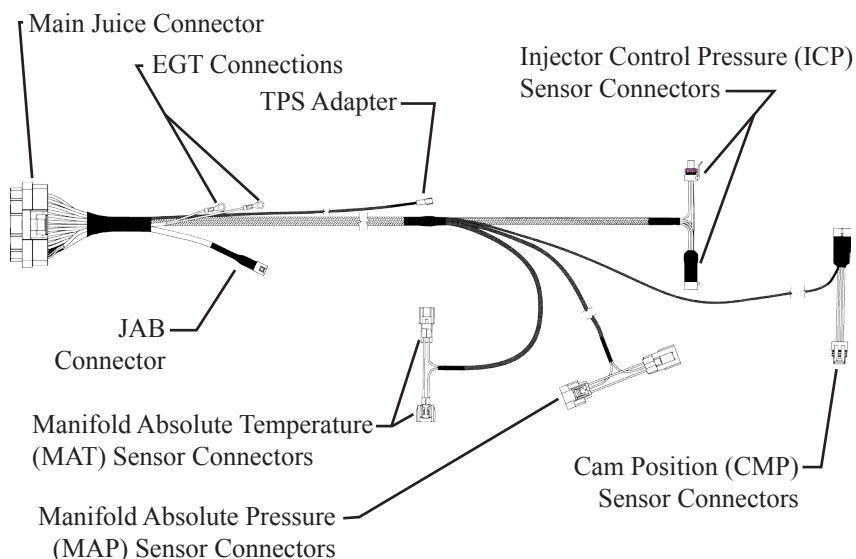 Main Juice Connector
EGT Connections
TPS Adapter
Injector Control Pressure (ICP)
Sensor Connectors
JAB
Connector
Manifold Absolute Temperature
(MAT) Sensor Connectors
Manifold Absolute Pressure
(MAP) Sensor Connectors
Cam Position (CMP)
Sensor Connectors